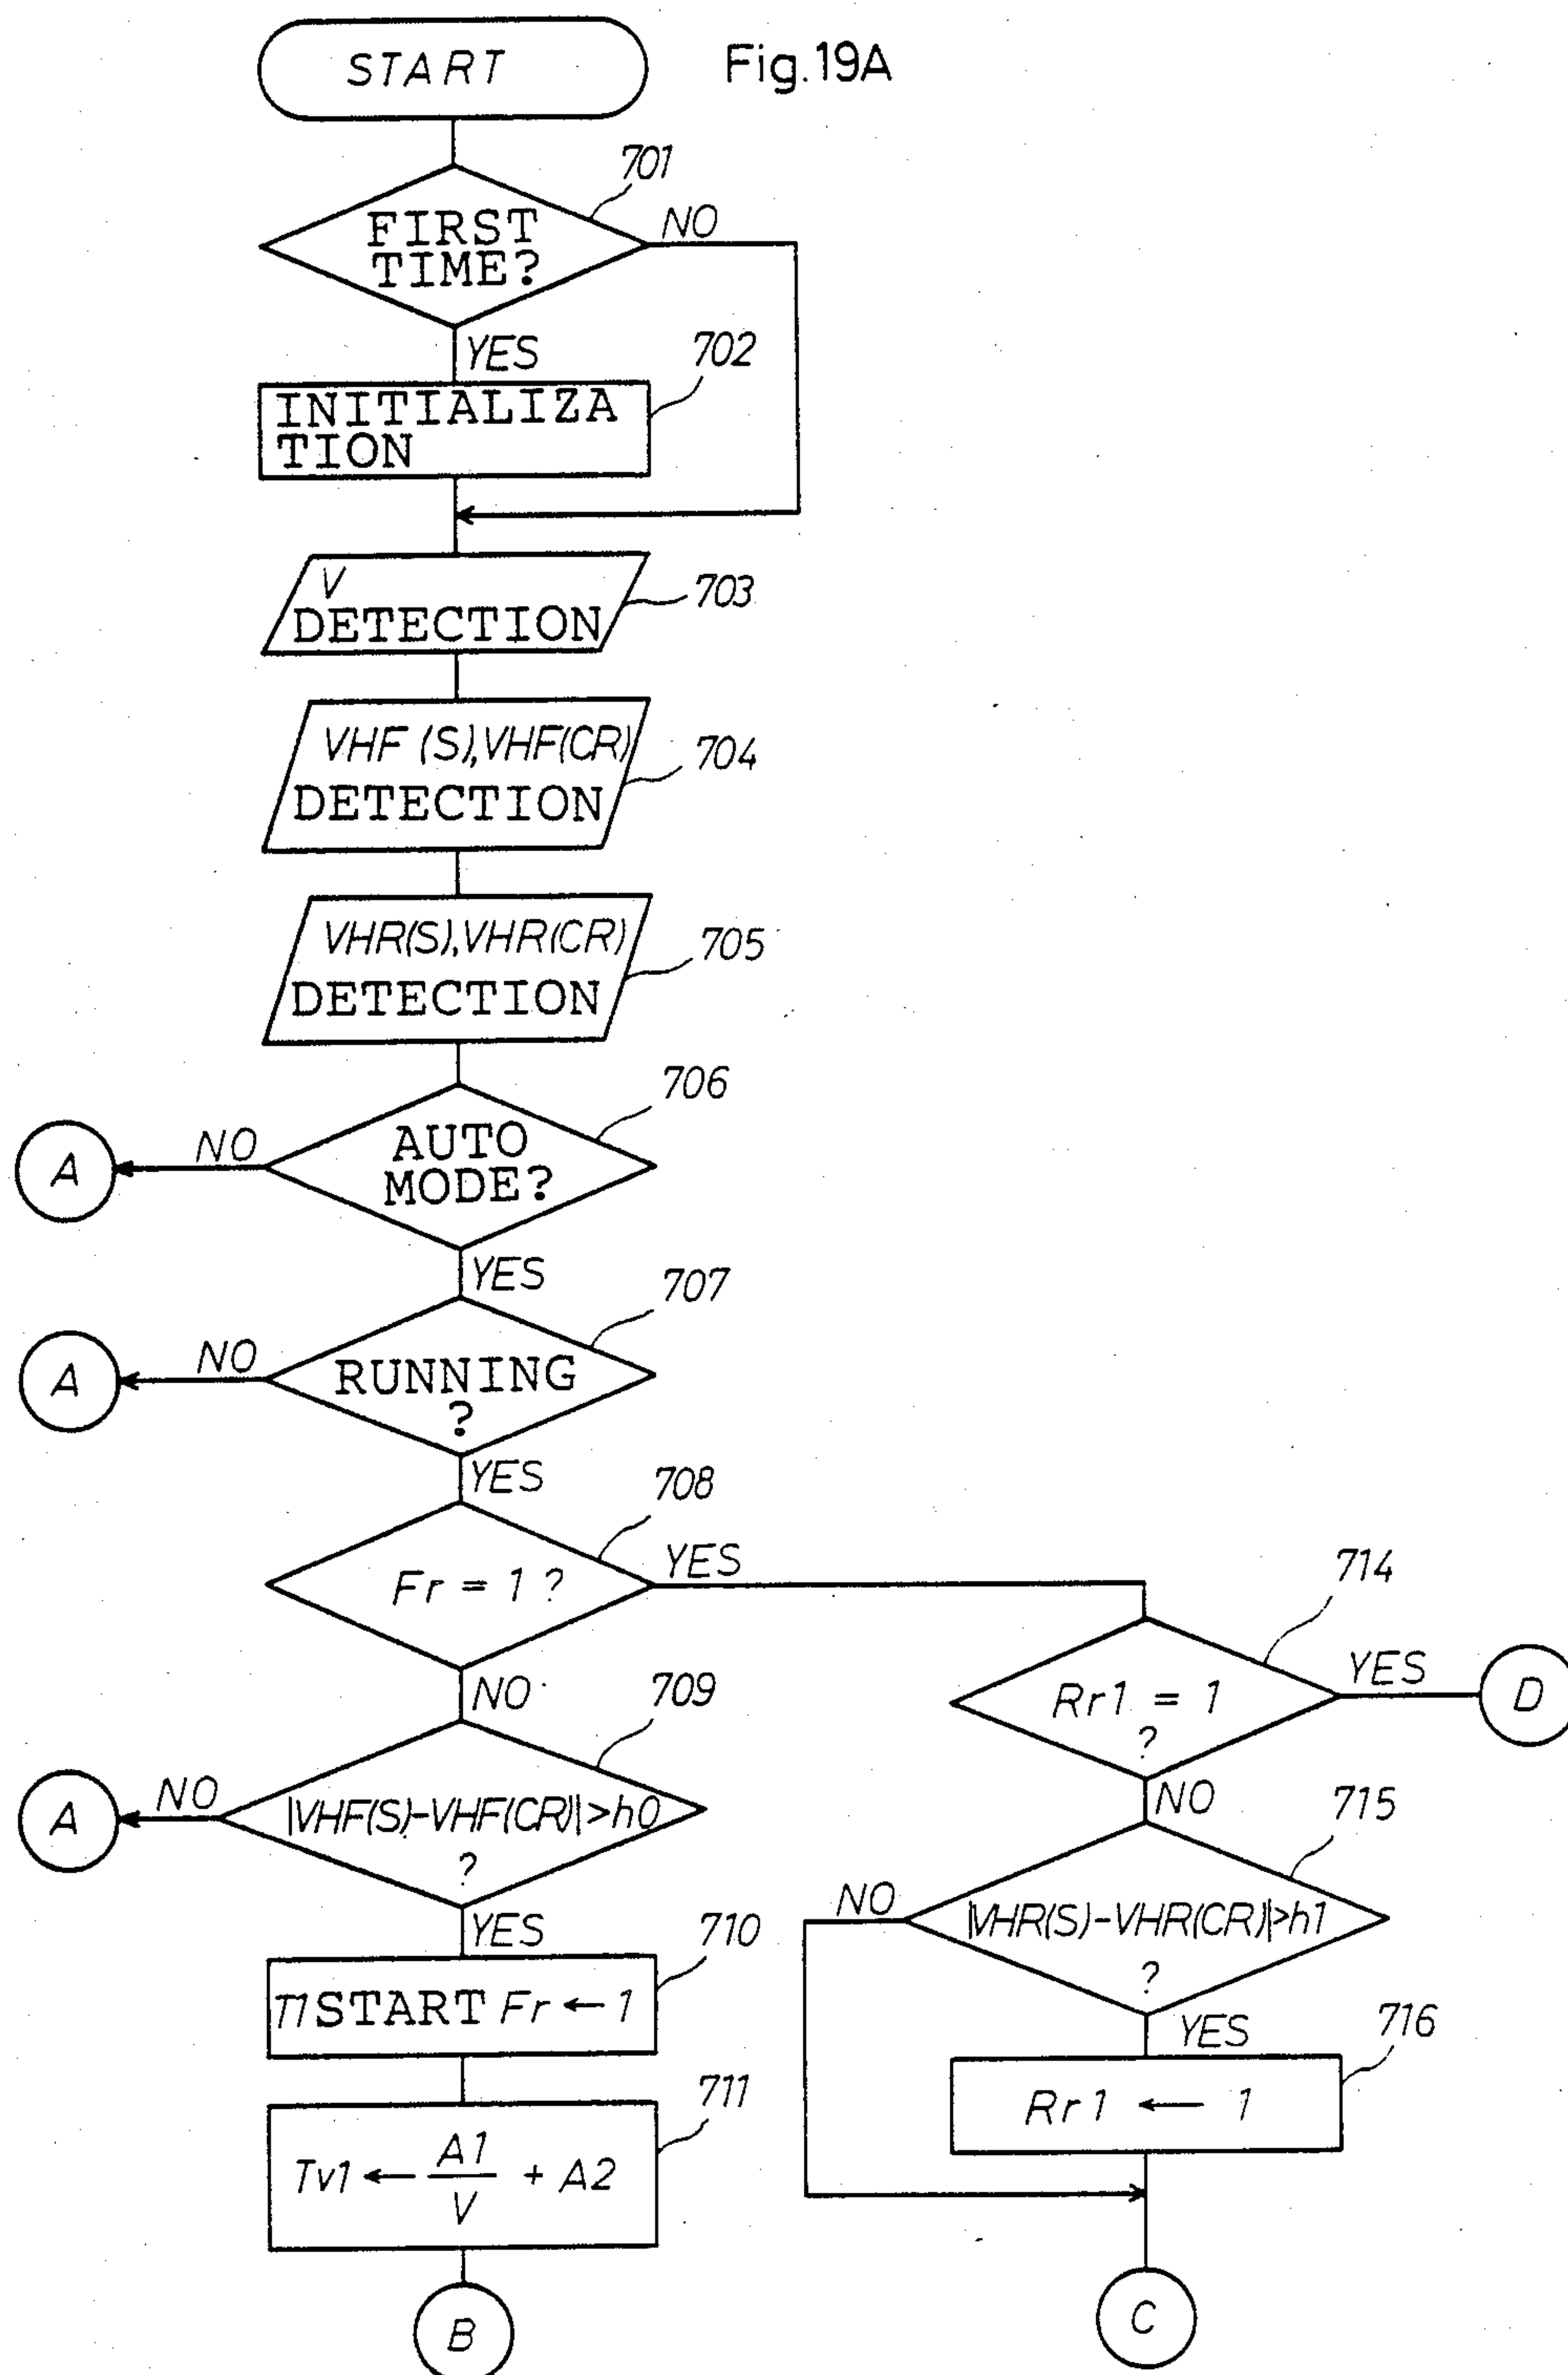 START
Fig.19A
701
FIRST
TIME?
NO
YES
702
INITIALIZA
TION
V
DETECTION
703
VHF (S),VHF(CR)
DETECTION
704
VHR(S),VHR(CR)
DETECTION
705
706
AUTO
MODE?
NO
A
YES
707
RUNNING
?
NO
A
YES
708
Fr = 1 ?
YES
NO
714
Rr1 = 1
?
YES
D
NO
709
|VHF(S)-VHF(CR)|>h0
?
NO
A
YES
715
|VHR(S)-VHR(CR)|>h1
?
NO
YES
710
T1 START Fr ← 1
716
Rr1 ← 1
711
Tv1 ← A1/V + A2
B
C